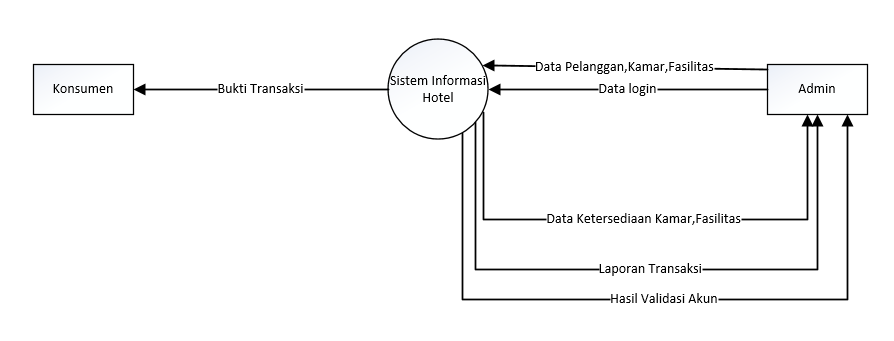 Data Pelanggan,Kamar,Fasilitas
Konsumen
Bukti Transaksi
Sistem Informasi
Hotel
Data login
Admin
Data Ketersediaan Kamar,Fasilitas
Laporan Transaksi
Hasil Validasi Akun